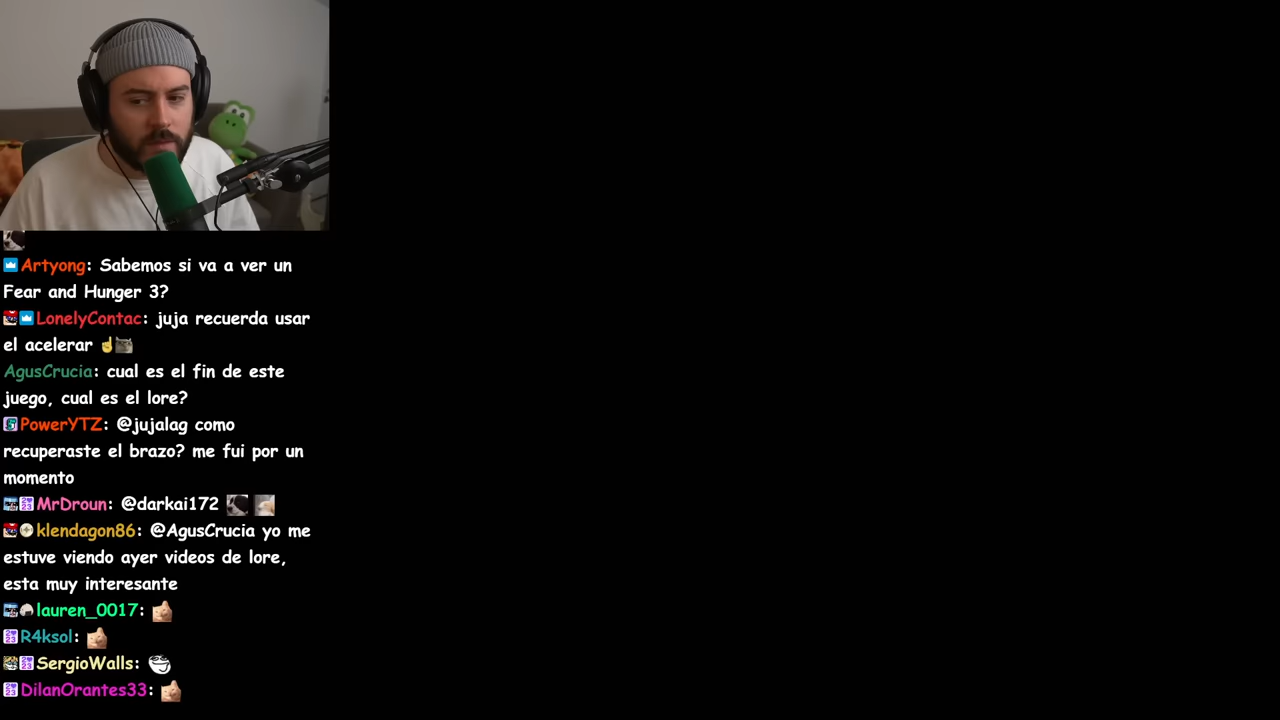 Artyong: Sabemos si va a ver un
Fear and Hunger 3?
LonelyContac: juja recuerda usar
el acelerar
AgusCrucia: cual es el fin de este
juego, cual es el lore?
PowerYTZ: @jujalag como
recuperaste el brazo? me fui por un
momento
MrDroun: @darkai172
klendagon86: @AgusCrucia yo me
estuve viendo ayer videos de lore,
esta muy interesante
lauren_0017:
R4ksol:
SergioWalls:
DilanOrantes33: